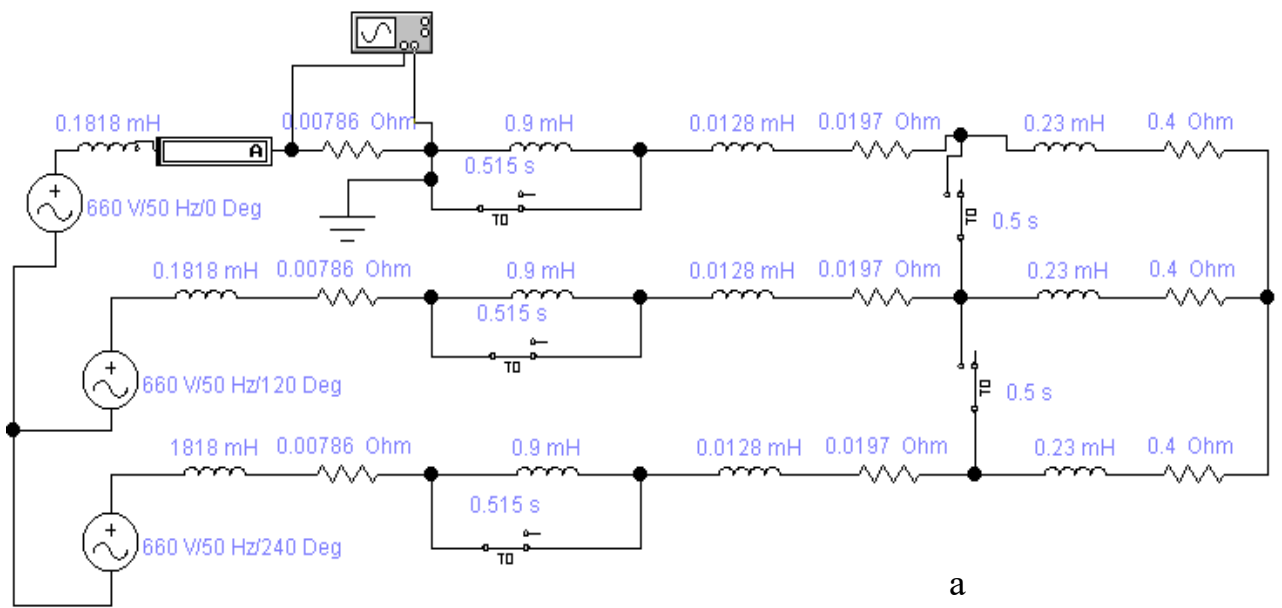 0.1818 mH
A
0.00786 Ohm
0.9 mH
0.0128 mH
0.0197 Ohm
0.23 mH
0.4 Ohm
0.515 s
TD
660 V/50 Hz/0 Deg
TD
0.5 s
0.1818 mH
0.00786 Ohm
0.9 mH
0.0128 mH
0.0197 Ohm
0.23 mH
0.4 Ohm
0.515 s
TD
660 V/50 Hz/120 Deg
TD
0.5 s
1818 mH
0.00786 Ohm
0.9 mH
0.0128 mH
0.0197 Ohm
0.23 mH
0.4 Ohm
0.515 s
TD
660 V/50 Hz/240 Deg
a